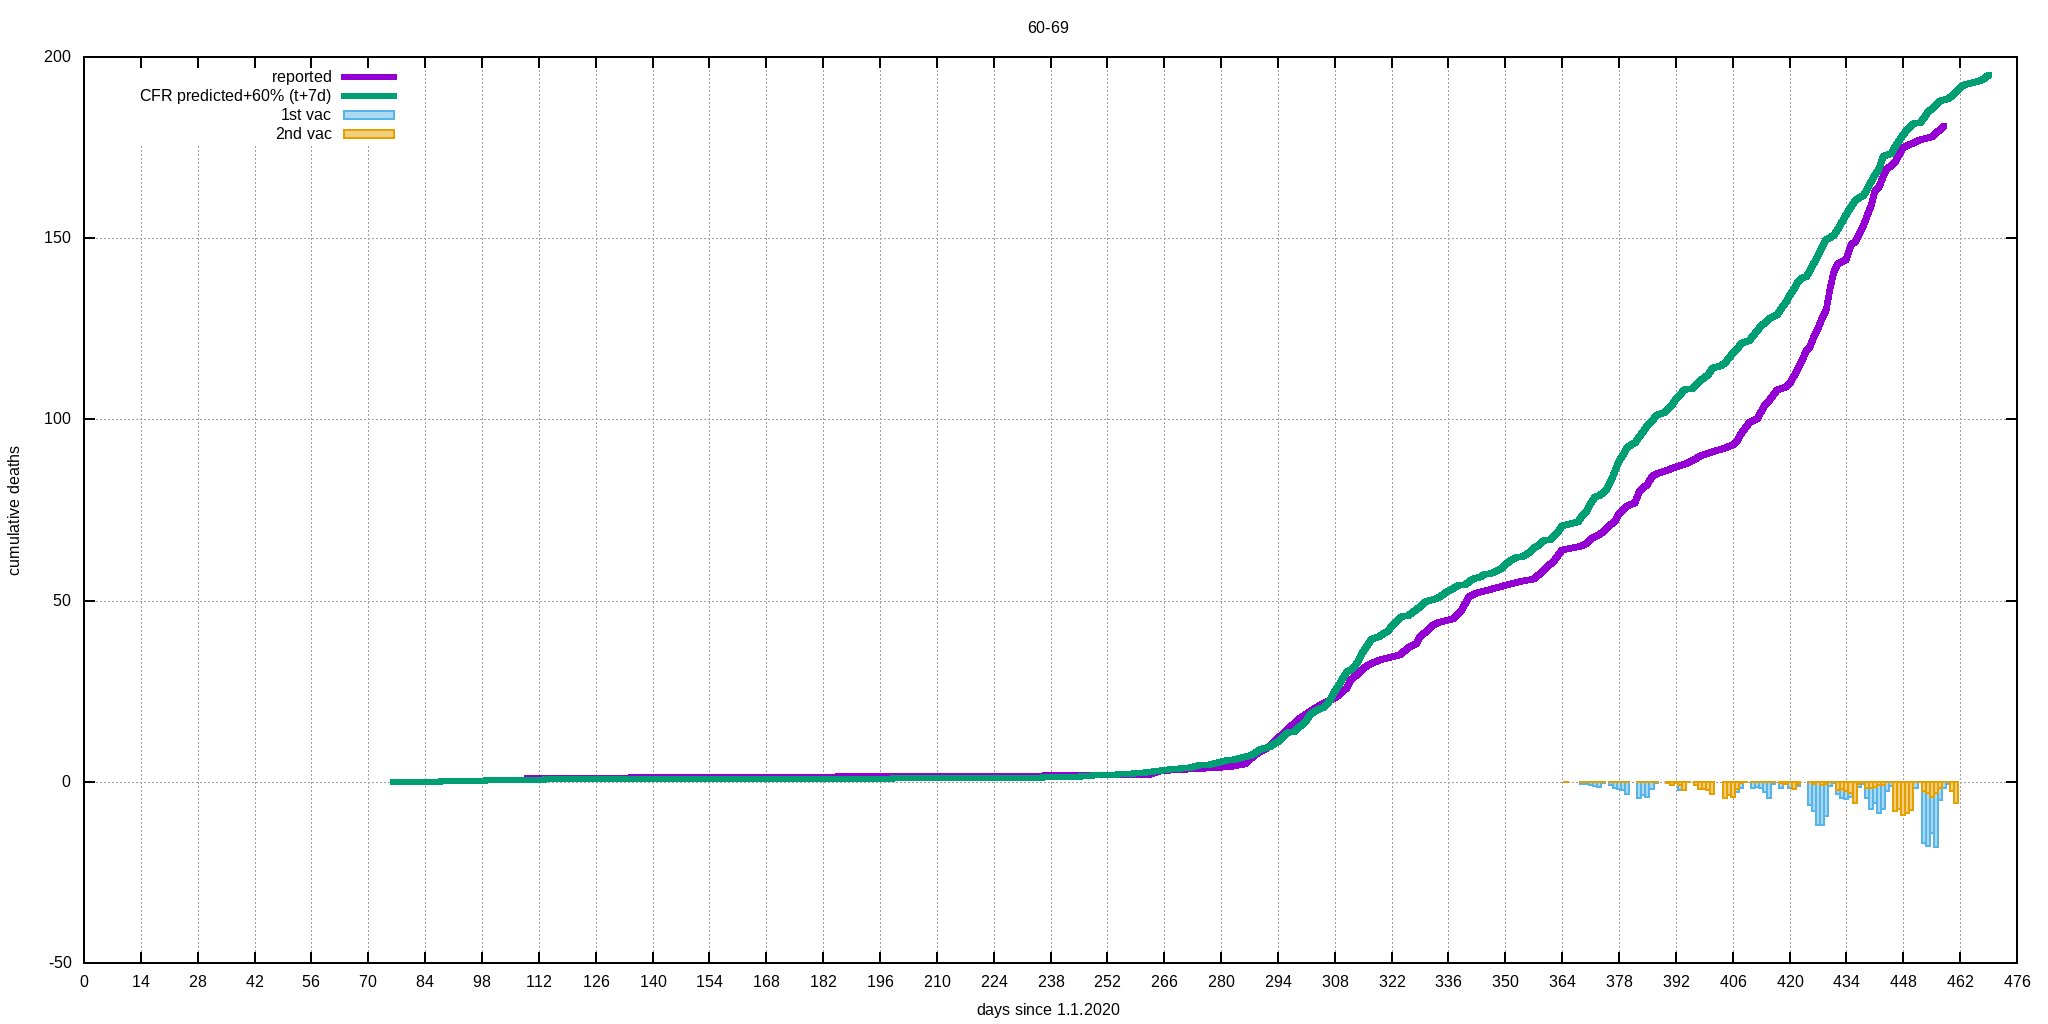 60-69
200
150
100
50
0
-50
cumulative deaths
reported
CFR predicted+60% (t+7d)
1st vac
2nd vac
0 14 28 42 56 70 84 98 112 126 140 154 168 182 196 210 224 238 252 266 280 294 308 322 336 350 364 378 392 406 420 434 448 462 476
days since 1.1.2020